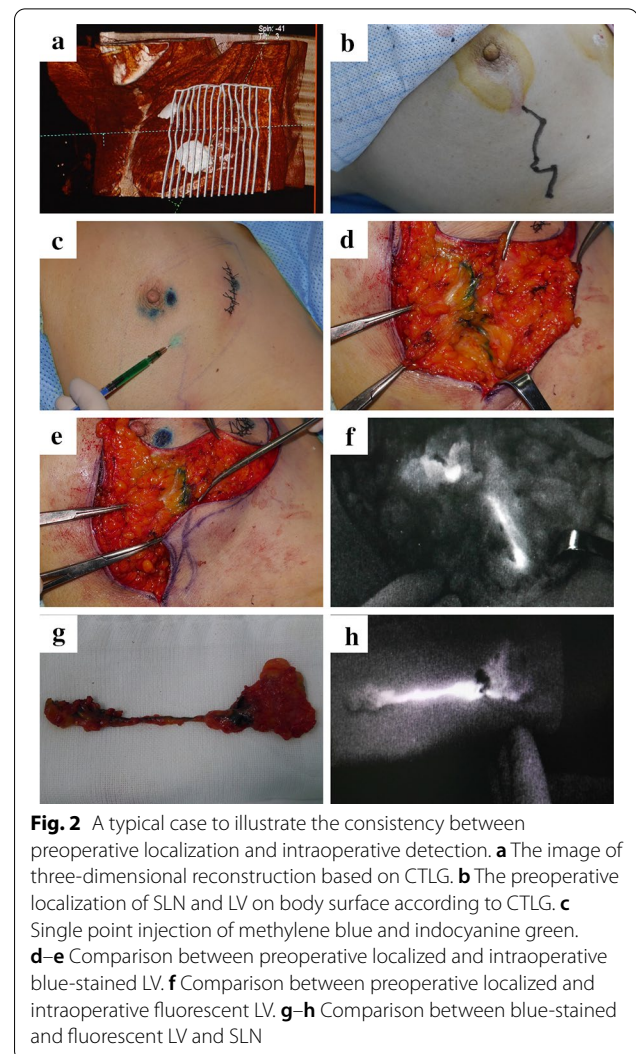 a
Spin: -41
b
c
d
e
f
g
h
Fig. 2 A typical case to illustrate the consistency between
preoperative localization and intraoperative detection. a The image of
three-dimensional reconstruction based on CTLG. b The preoperative
localization of SLN and LV on body surface according to CTLG. c
Single point injection of methylene blue and indocyanine green.
d–e Comparison between preoperative localized and intraoperative
blue-stained LV. f Comparison between preoperative localized and
intraoperative fluorescent LV. g–h Comparison between blue-stained
and fluorescent LV and SLN